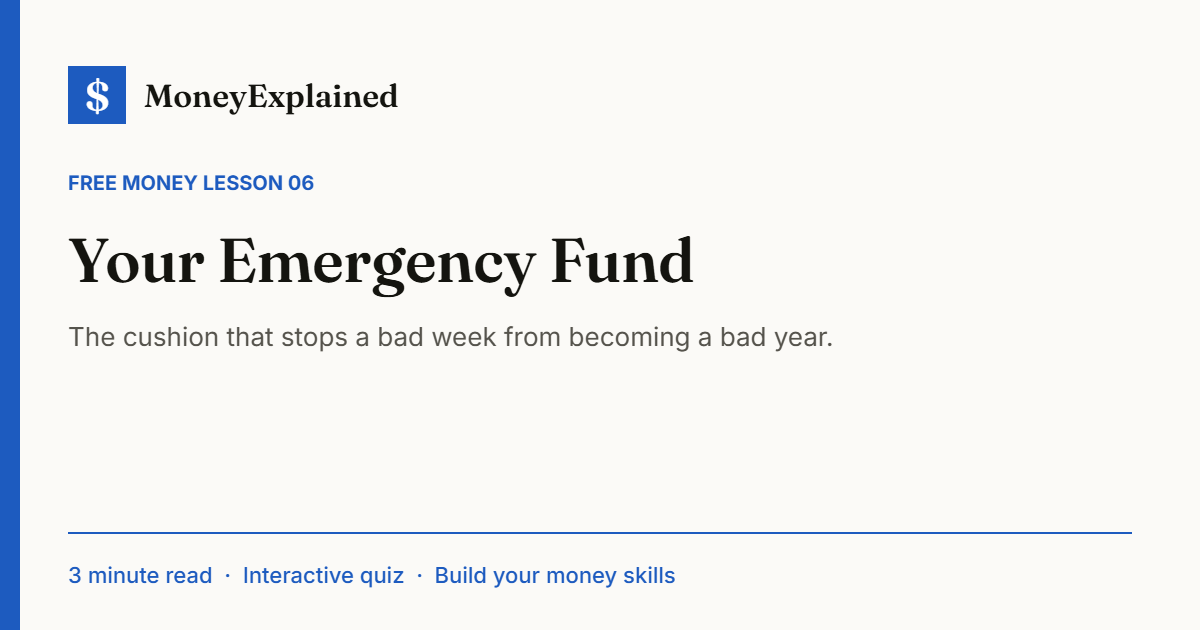 $ MoneyExplained
FREE MONEY LESSON 06
Your Emergency Fund
The cushion that stops a bad week from becoming a bad year.
3 minute read · Interactive quiz · Build your money skills